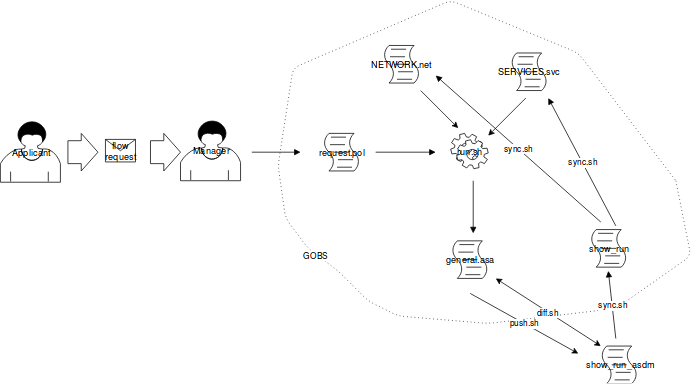 NETWORK.net
SERVICES.svc
Applicant
flow
request
Manager
request.pol
run.sh
sync.sh
sync.sh
show_run
GOBS
general.asa
sync.sh
diff.sh
push.sh
show_run_asdm